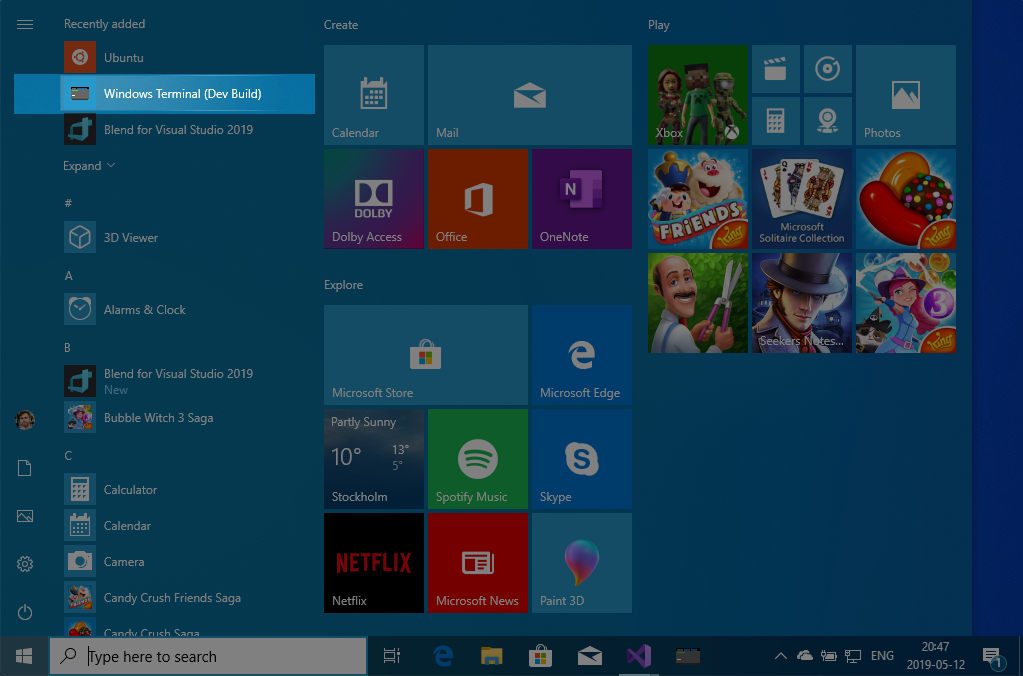 Recently added
Ubuntu
Windows Terminal (Dev Build)
Blend for Visual Studio 2019
Expand
#
3D Viewer
A
Alarms & Clock
B
Blend for Visual Studio 2019
New
Bubble Witch 3 Saga
C
Calculator
Calendar
Camera
Candy Crush Friends Saga
Candy Crush Saga
Create
Calendar
Mail
DOLBY
Dolby Access
Office
N
OneNote
Explore
Microsoft Store
Microsoft Edge
Partly Sunny
10°
13°
5°
Stockholm
Spotify Music
Skype
NETFLIX
Netflix
Microsoft News
Paint 3D
Play
Xbox
Photos
FRIENDS
King
Microsoft
Solitaire Collection
King
Seekers Notes...
3
King
Type here to search
ENG
20:47
2019-05-12
1